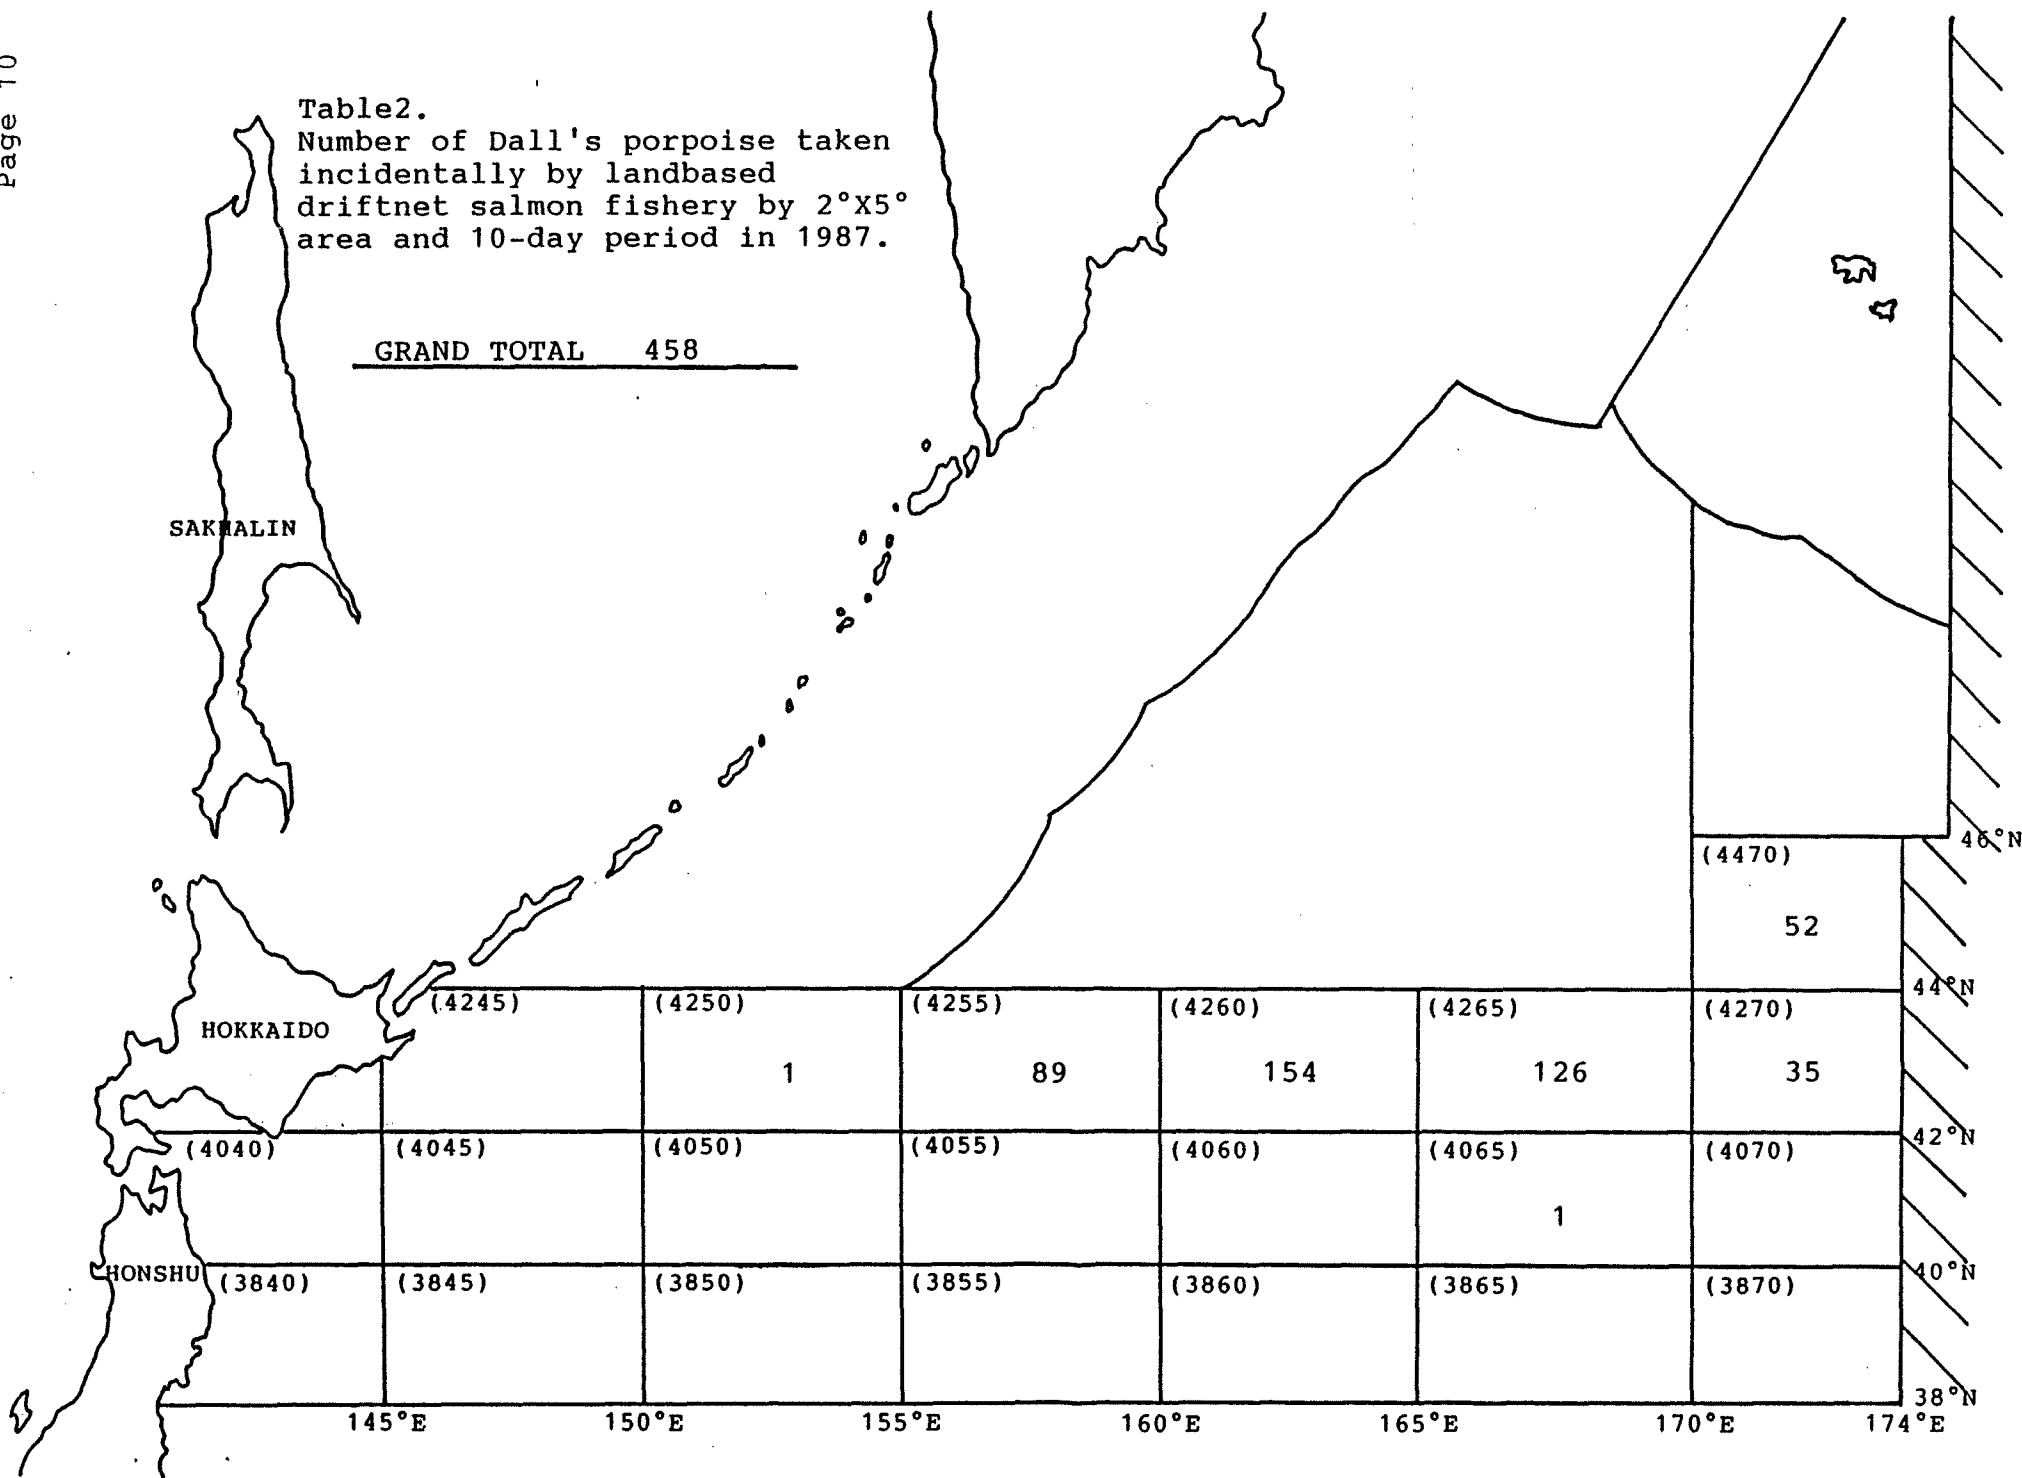 Page 10
Table2.
Number of Dall's porpoise taken
incidentally by landbased
driftnet salmon fishery by 2°X5°
area and 10-day period in 1987.
GRAND TOTAL 458
SAKHALIN
46°N
(4470)
52
44°N
(4245) (4250) (4255) (4260) (4265) (4270)
HOKKAIDO
1 89 154 126 35
42°N
(4040) (4045) (4050) (4055) (4060) (4065) (4070)
1
HONSHU
40°N
(3840) (3845) (3850) (3855) (3860) (3865) (3870)
38°N
145°E 150°E 155°E 160°E 165°E 170°E 174°E